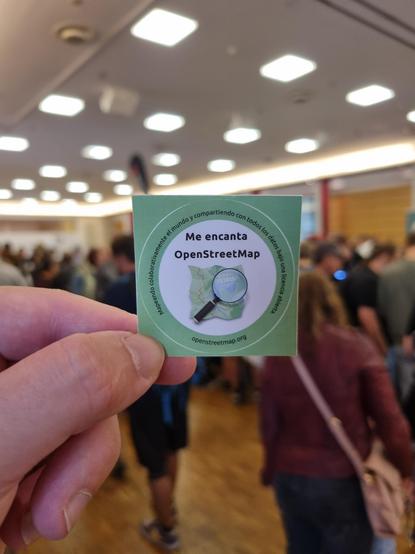 Mapeando colaborativamente el mundo y compartiendo con todos los datos bajo una licencia abierta
Me encanta
OpenStreetMap
openstreetmap.org